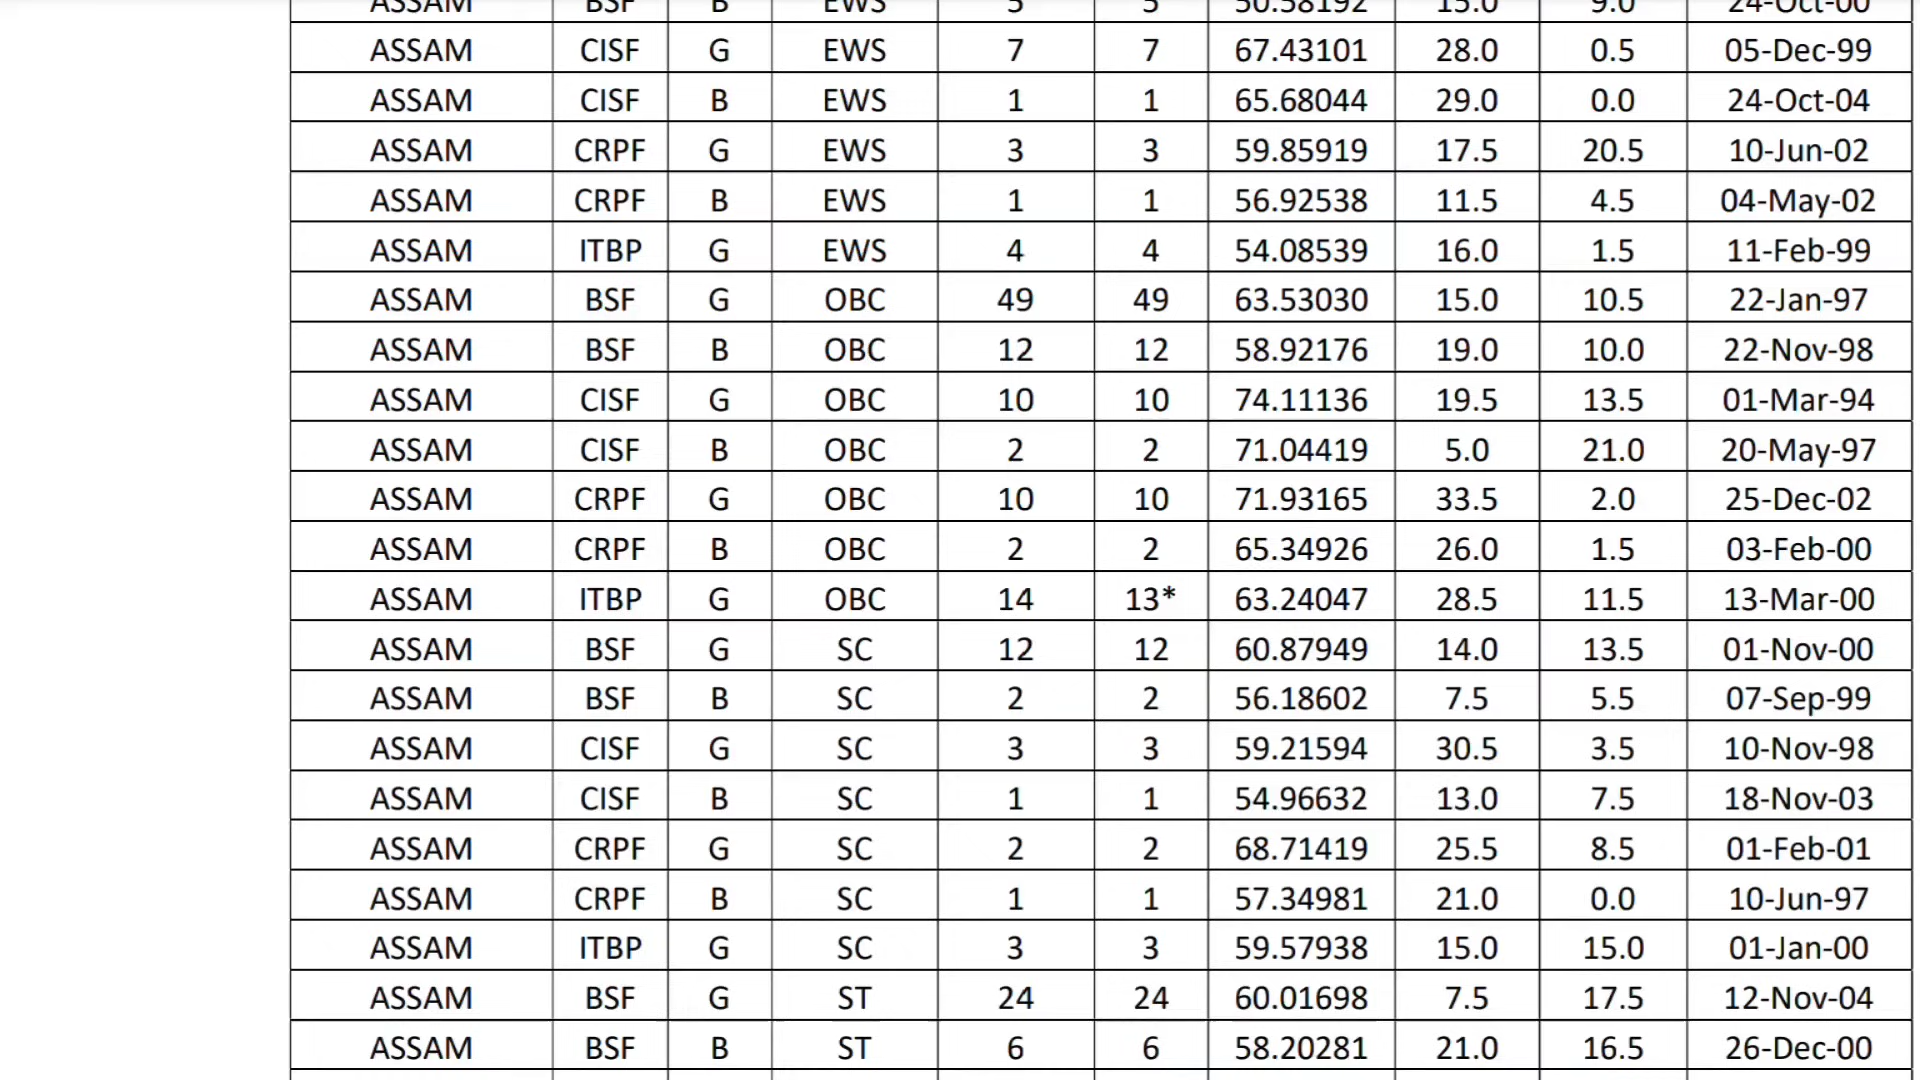 ASSAM BSF B EWS 5 5 50.58192 15.0 9.0 24-Oct-00
ASSAM CISF G EWS 7 7 67.43101 28.0 0.5 05-Dec-99
ASSAM CISF B EWS 1 1 65.68044 29.0 0.0 24-Oct-04
ASSAM CRPF G EWS 3 3 59.85919 17.5 20.5 10-Jun-02
ASSAM CRPF B EWS 1 1 56.92538 11.5 4.5 04-May-02
ASSAM ITBP G EWS 4 4 54.08539 16.0 1.5 11-Feb-99
ASSAM BSF G OBC 49 49 63.53030 15.0 10.5 22-Jan-97
ASSAM BSF B OBC 12 12 58.92176 19.0 10.0 22-Nov-98
ASSAM CISF G OBC 10 10 74.11136 19.5 13.5 01-Mar-94
ASSAM CISF B OBC 2 2 71.04419 5.0 21.0 20-May-97
ASSAM CRPF G OBC 10 10 71.93165 33.5 2.0 25-Dec-02
ASSAM CRPF B OBC 2 2 65.34926 26.0 1.5 03-Feb-00
ASSAM ITBP G OBC 14 13* 63.24047 28.5 11.5 13-Mar-00
ASSAM BSF G SC 12 12 60.87949 14.0 13.5 01-Nov-00
ASSAM BSF B SC 2 2 56.18602 7.5 5.5 07-Sep-99
ASSAM CISF G SC 3 3 59.21594 30.5 3.5 10-Nov-98
ASSAM CISF B SC 1 1 54.96632 13.0 7.5 18-Nov-03
ASSAM CRPF G SC 2 2 68.71419 25.5 8.5 01-Feb-01
ASSAM CRPF B SC 1 1 57.34981 21.0 0.0 10-Jun-97
ASSAM ITBP G SC 3 3 59.57938 15.0 15.0 01-Jan-00
ASSAM BSF G ST 24 24 60.01698 7.5 17.5 12-Nov-04
ASSAM BSF B ST 6 6 58.20281 21.0 16.5 26-Dec-00